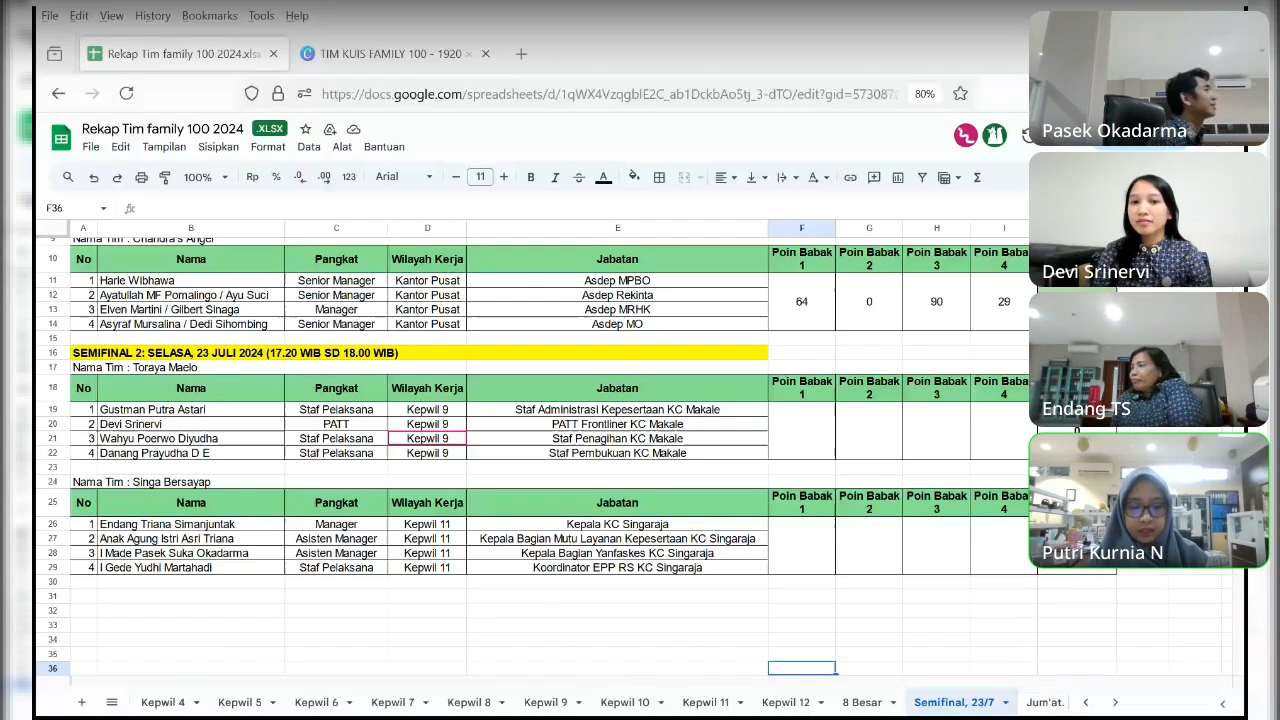 File Edit View History Bookmarks Tools Help
Rekap Tim family 100 2024.xls TIM KUIS FAMILY 100 - 1920
https://docs.google.com/spreadsheets/d/1qWX4VzqgblE2C_ab1DckbAo5tj_3-dTO/edit?gid=573087 80%
Rekap Tim family 100 2024 .XLSX
File Edit Tampilan Sisipkan Format Data Alat Bantuan
100% Rp % .0 .00 123 Arial 11 B I A Σ
F36 fx
A B C D E F G H I
9 Nama Tim : Chandra's Angel
10 No Nama Pangkat Wilayah Kerja Jabatan Poin Babak 1 Poin Babak 2 Poin Babak 3 Poin Baba 4
11 1 Harie Wibhawa Senior Manager Kantor Pusat Asdep MPBO
12 2 Ayatullah MF Pomalingo / Ayu Suci Senior Manager Kantor Pusat Asdep Rekinta 64 0 90 29
13 3 Elven Martini / Gilbert Sinaga Manager Kantor Pusat Asdep MRHK
14 4 Asyraf Mursalina / Dedi Sihombing Senior Manager Kantor Pusat Asdep MO
15
16 SEMIFINAL 2: SELASA, 23 JULI 2024 (17.20 WIB SD 18.00 WIB)
17 Nama Tim : Toraya Maelo
18 No Nama Pangkat Wilayah Kerja Jabatan Poin Babak 1 Poin Babak 2 Poin Babak 3 Poin Baba 4
19 1 Gustman Putra Astari Staf Pelaksana Kepwil 9 Staf Administrasi Kepesertaan KC Makale
20 2 Devi Srinervi PATT Kepwil 9 PATT Frontliner KC Makale
21 3 Wahyu Poerwo Diyudha Staf Pelaksana Kepwil 9 Staf Penagihan KC Makale
22 4 Danang Prayudha D E Staf Pelaksana Kepwil 9 Staf Pembukuan KC Makale
23
24 Nama Tim : Singa Bersayap
25 No Nama Pangkat Wilayah Kerja Jabatan Poin Babak 1 Poin Babak 2 Poin Babak 3 Poin Baba 4
26 1 Endang Triana Simanjuntak Manager Kepwil 11 Kepala KC Singaraja
27 2 Anak Agung Istri Asri Triana Asisten Manager Kepwil 11 Kepala Bagian Mutu Layanan Kepesertaan KC Singaraja
28 3 I Made Pasek Suka Okadarma Asisten Manager Kepwil 11 Kepala Bagian Yanfaskes KC Singaraja
29 4 I Gede Yudhi Martahadi Staf Pelaksana Kepwil 11 Koordinator EPP RS KC Singaraja
30
31
32
33
34
35
36
Kepwil 4 Kepwil 5 Kepwil 6 Kepwil 7 Kepwil 8 Kepwil 9 Kepwil 10 Kepwil 11 Kepwil 12 8 Besar Semifinal, 23/7 Jum'at.
Pasek Okadarma
Devi Srinervi
Endang TS
Putri Kurnia N